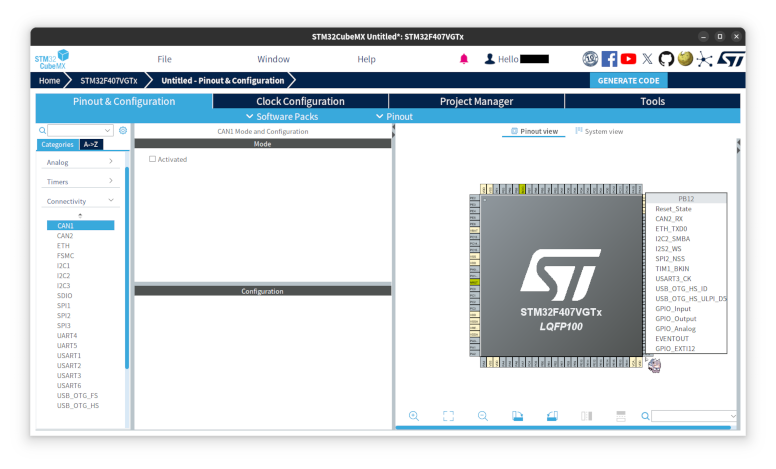 STM32CubeMX Untitled*: STM32F407VGTx
STM32
CubeMX
File
Window
Help
Hello
Home
STM32F407VGTx
Untitled - Pinout & Configuration
GENERATE CODE
Pinout & Configuration
Clock Configuration
Project Manager
Tools
Software Packs
Pinout
Categories
A->Z
Analog
Timers
Connectivity
CAN1
CAN2
ETH
FSMC
I2C1
I2C2
I2C3
SDIO
SPI1
SPI2
SPI3
UART4
UART5
USART1
USART2
USART3
USART6
USB_OTG_FS
USB_OTG_HS
CAN1 Mode and Configuration
Mode
Activated
Configuration
Pinout view
System view
STM32F407VGTx
LQFP100
PB12
Reset_State
CAN2_RX
ETH_TXD0
I2C2_SMBA
I2S2_WS
SPI2_NSS
TIM1_BKIN
USART3_CK
USB_OTG_HS_ID
USB_OTG_HS_ULPI_D5
GPIO_Input
GPIO_Output
GPIO_Analog
EVENTOUT
GPIO_EXTI12